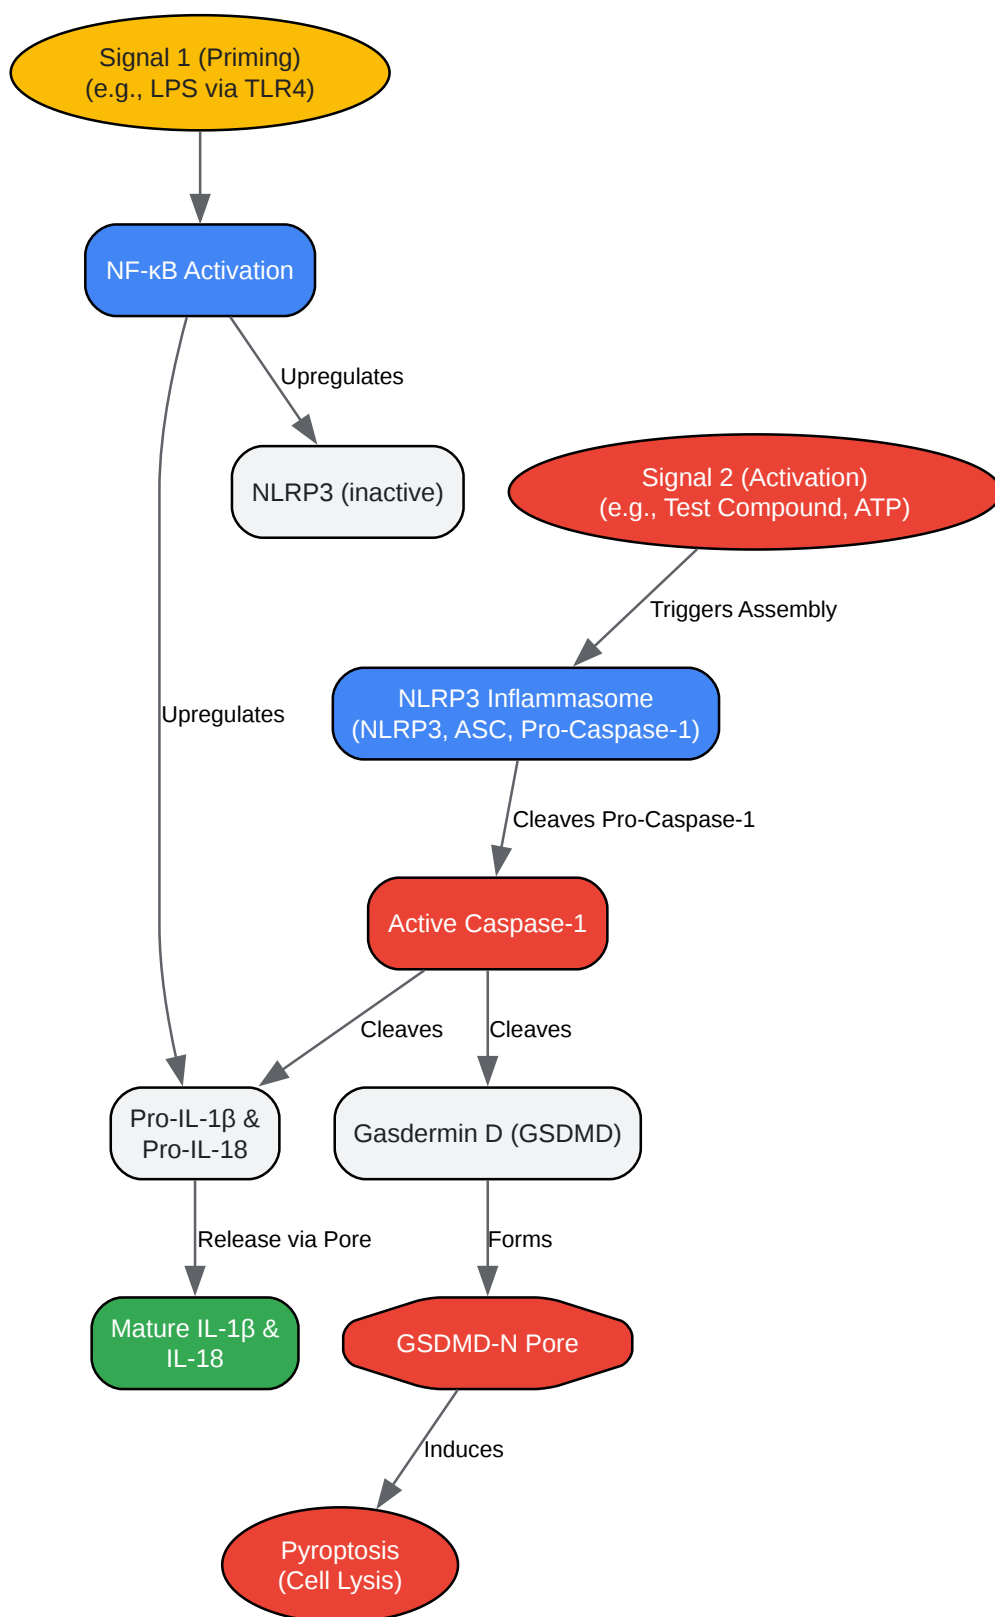 Signal 1 (Priming)
(e.g., LPS via TLR4)
NF-κB Activation
Upregulates
NLRP3 (inactive)
Signal 2 (Activation)
(e.g., Test Compound, ATP)
Triggers Assembly
NLRP3 Inflammasome
(NLRP3, ASC, Pro-Caspase-1)
Upregulates
Cleaves Pro-Caspase-1
Active Caspase-1
Cleaves
Cleaves
Pro-IL-1β &
Pro-IL-18
Gasdermin D (GSDMD)
Release via Pore
Forms
Mature IL-1β &
IL-18
GSDMD-N Pore
Induces
Pyroptosis
(Cell Lysis)